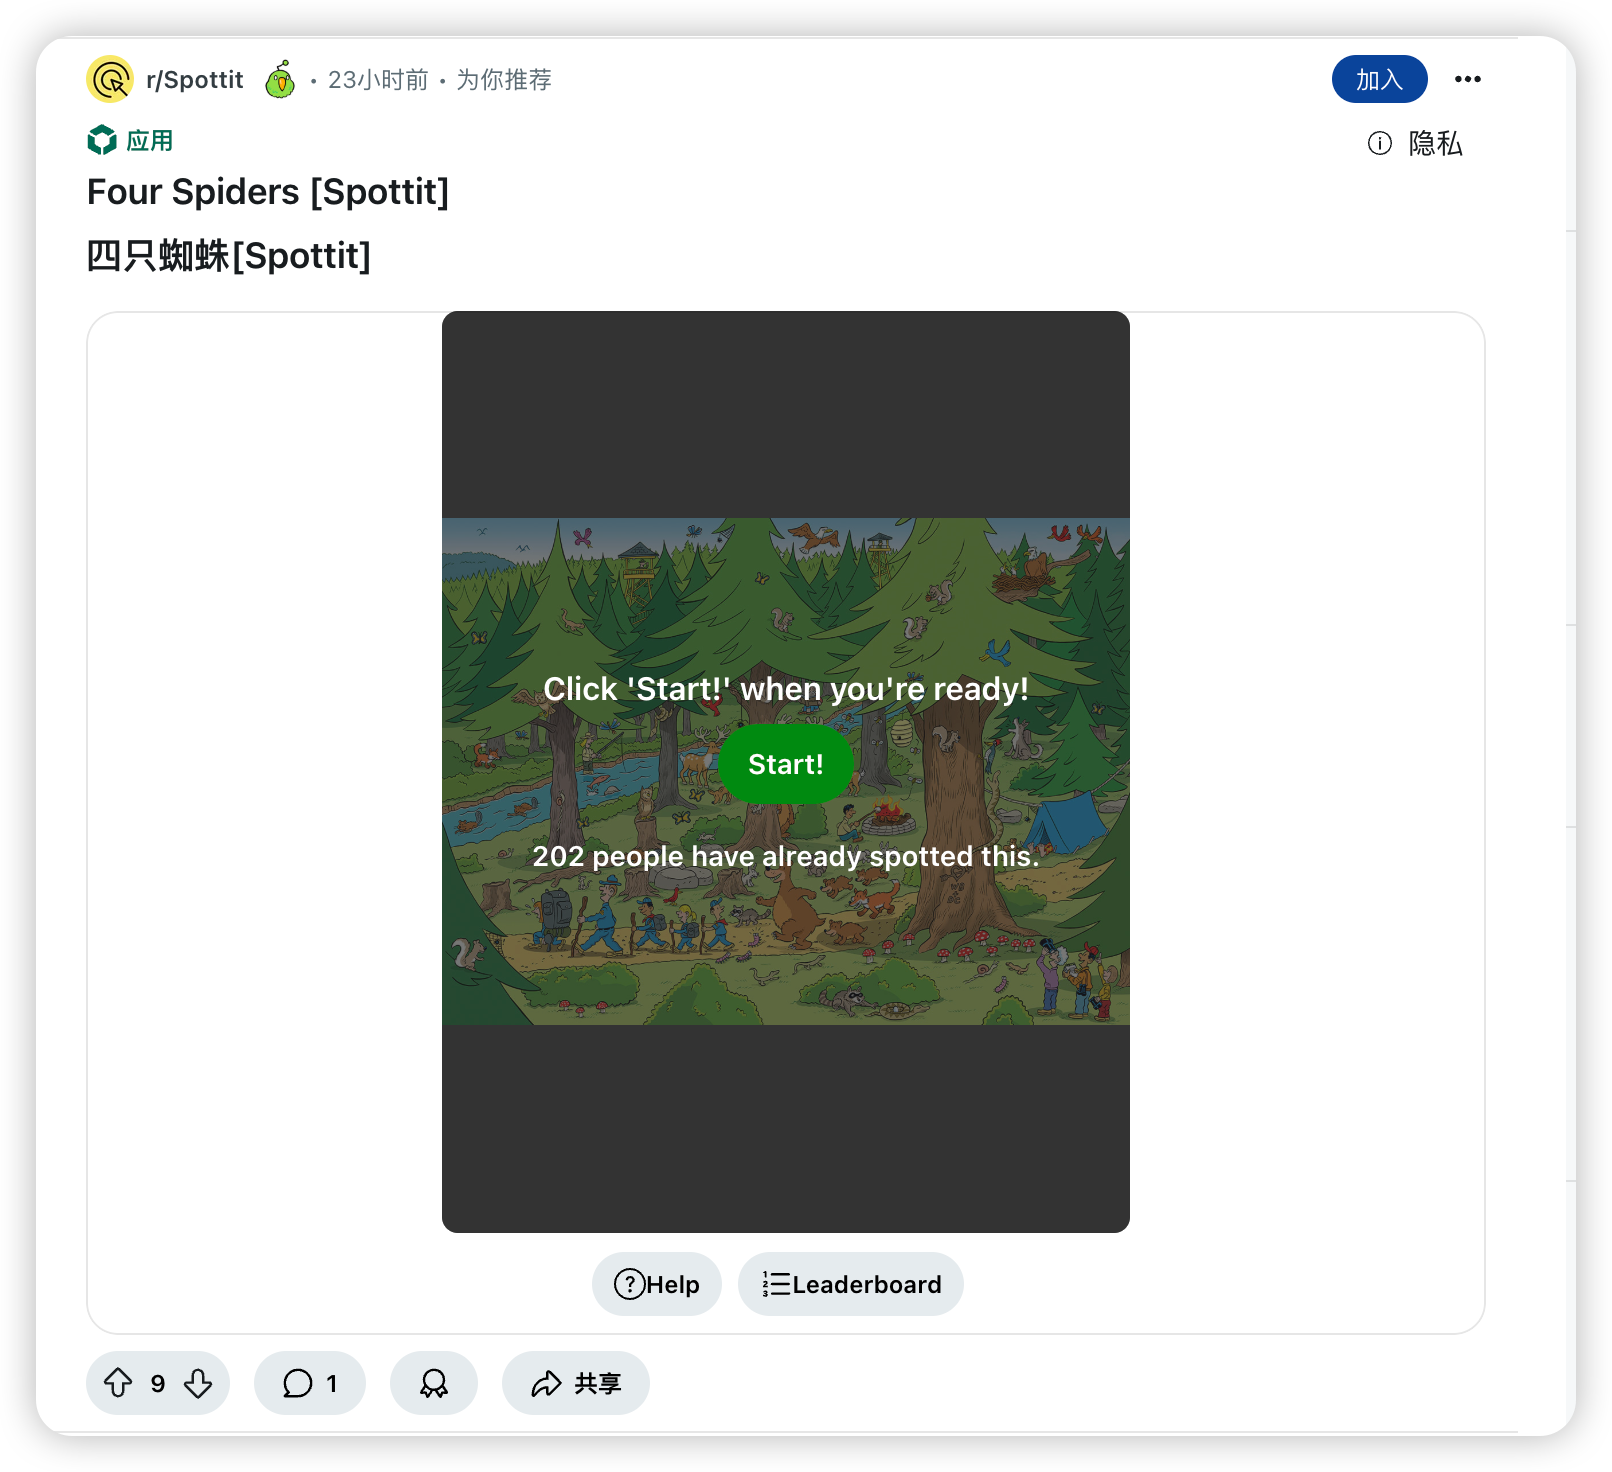 r/Spottit • 23小时前 • 为你推荐
加入
应用
隐私
Four Spiders [Spottit]
四只蜘蛛[Spottit]
Click 'Start!' when you're ready!
Start!
202 people have already spotted this.
Help
Leaderboard
9
1
共享